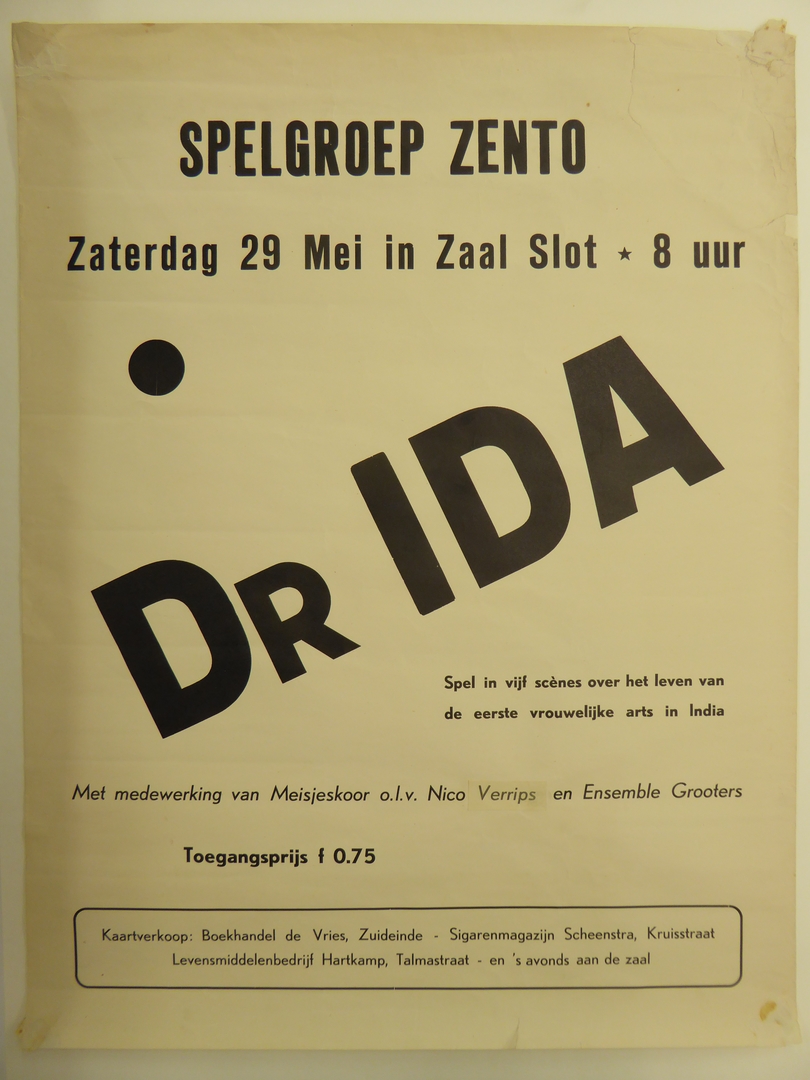 SPELGROEP ZENTO
Zaterdag 29 Mei in Zaal Slot ★ 8 uur
DR IDA
Spel in vijf scènes over het leven van
de eerste vrouwelijke arts in India
Met medewerking van Meisjeskoor o.l.v. Nico Verrips en Ensemble Grooters
Toegangsprijs f 0.75
Kaartverkoop: Boekhandel de Vries, Zuideinde - Sigarenmagazijn Scheenstra, Kruisstraat
Levensmiddelenbedrijf Hartkamp, Talmastraat - en 's avonds aan de zaal